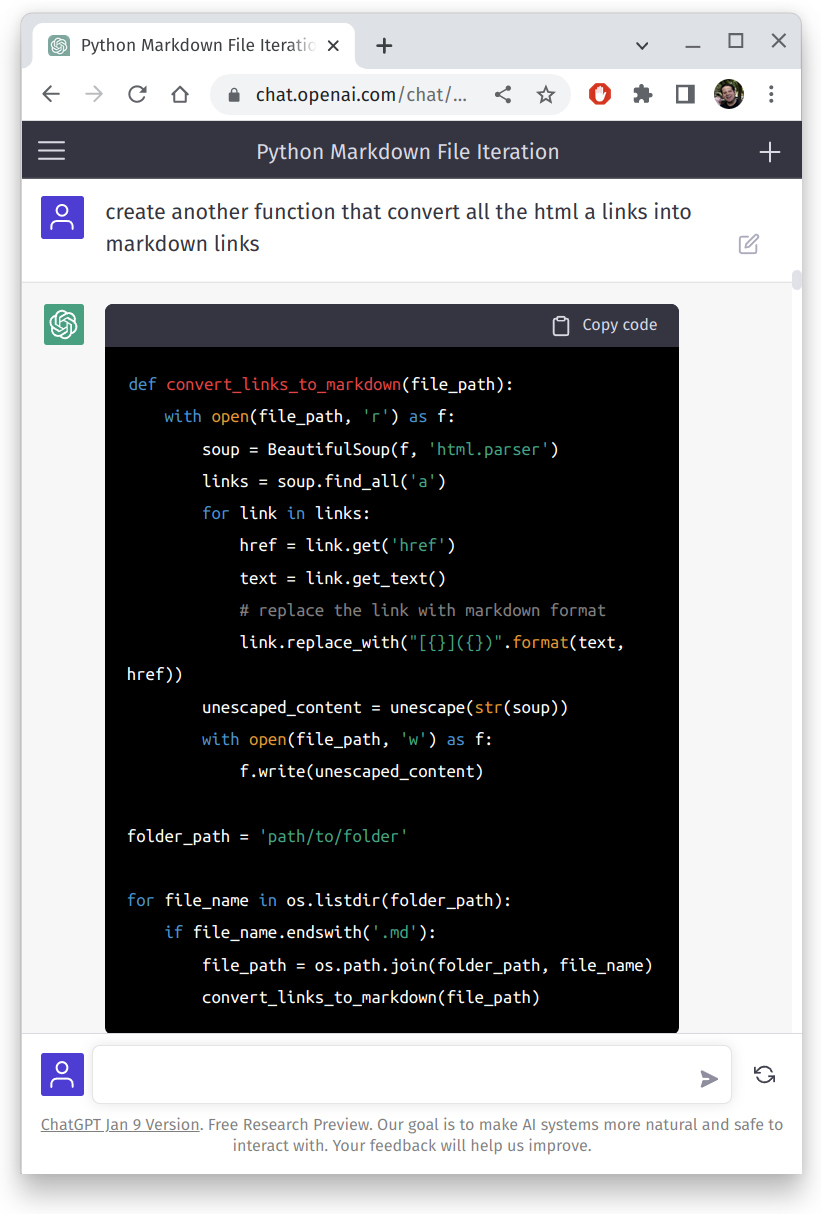 Python Markdown File Iteratio
chat.openai.com/chat/...
Python Markdown File Iteration
create another function that convert all the html a links into
markdown links
Copy code
def convert_links_to_markdown(file_path):
    with open(file_path, 'r') as f:
        soup = BeautifulSoup(f, 'html.parser')
        links = soup.find_all('a')
        for link in links:
            href = link.get('href')
            text = link.get_text()
            # replace the link with markdown format
            link.replace_with("[{}]({})".format(text,
href))
        unescaped_content = unescape(str(soup))
        with open(file_path, 'w') as f:
            f.write(unescaped_content)
folder_path = 'path/to/folder'
for file_name in os.listdir(folder_path):
    if file_name.endswith('.md'):
        file_path = os.path.join(folder_path, file_name)
        convert_links_to_markdown(file_path)
ChatGPT Jan 9 Version. Free Research Preview. Our goal is to make AI systems more natural and safe to
interact with. Your feedback will help us improve.